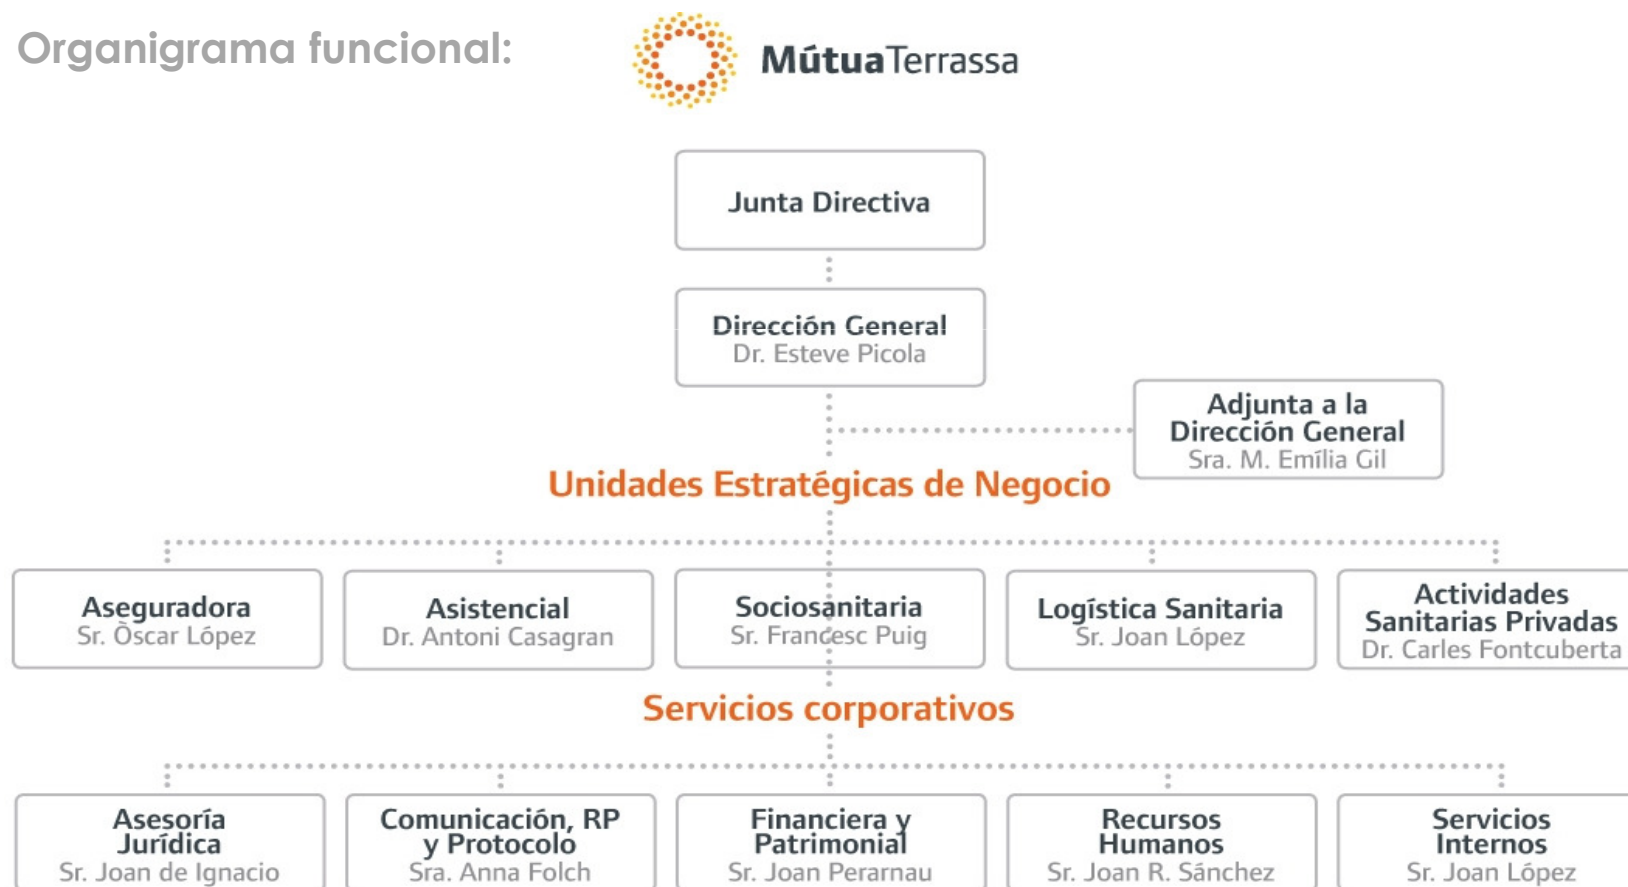 Organigrama funcional:
MútuaTerrassa
Junta Directiva
Dirección General
Dr. Esteve Picola
Adjunta a la
Dirección General
Sra. M. Emília Gil
Unidades Estratégicas de Negocio
Aseguradora
Sr. Òscar López
Asistencial
Dr. Antoni Casagran
Sociosanitaria
Sr. Francesc Puig
Logística Sanitaria
Sr. Joan López
Actividades
Sanitarias Privadas
Dr. Carles Fontcuberta
Servicios corporativos
Asesoría
Jurídica
Sr. Joan de Ignacio
Comunicación, RP
y Protocolo
Sra. Anna Folch
Financiera y
Patrimonial
Sr. Joan Perarnau
Recursos
Humanos
Sr. Joan R. Sánchez
Servicios
Internos
Sr. Joan López